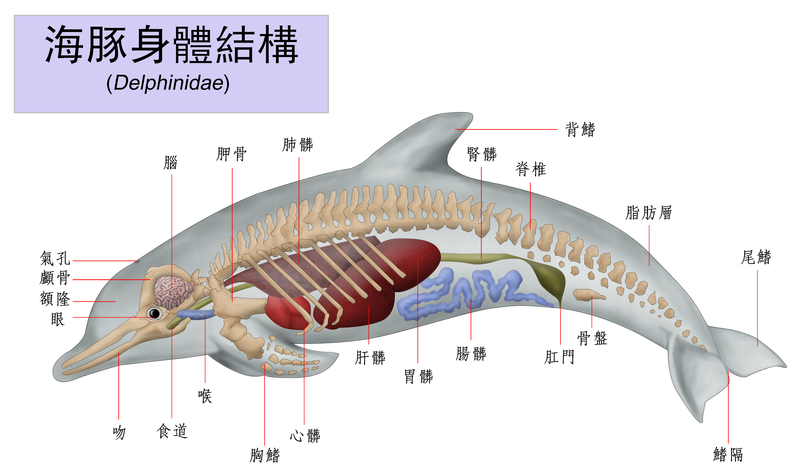 海豚身體結構
(Delphinidae)
背鰭
肺髒
腎髒
胛骨
腦
脊椎
脂肪層
尾鰭
氣孔
顱骨
額隆
眼
骨盤
腸髒
肛門
肝髒
胃髒
喉
吻
食道
心髒
胸鰭
鰭隔